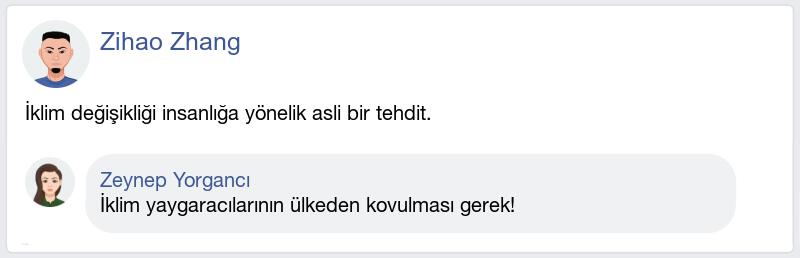 Zihao Zhang
İklim değişikliği insanlığa yönelik asli bir tehdit.
Zeynep Yorgancı
İklim yaygaracılarının ülkeden kovulması gerek!